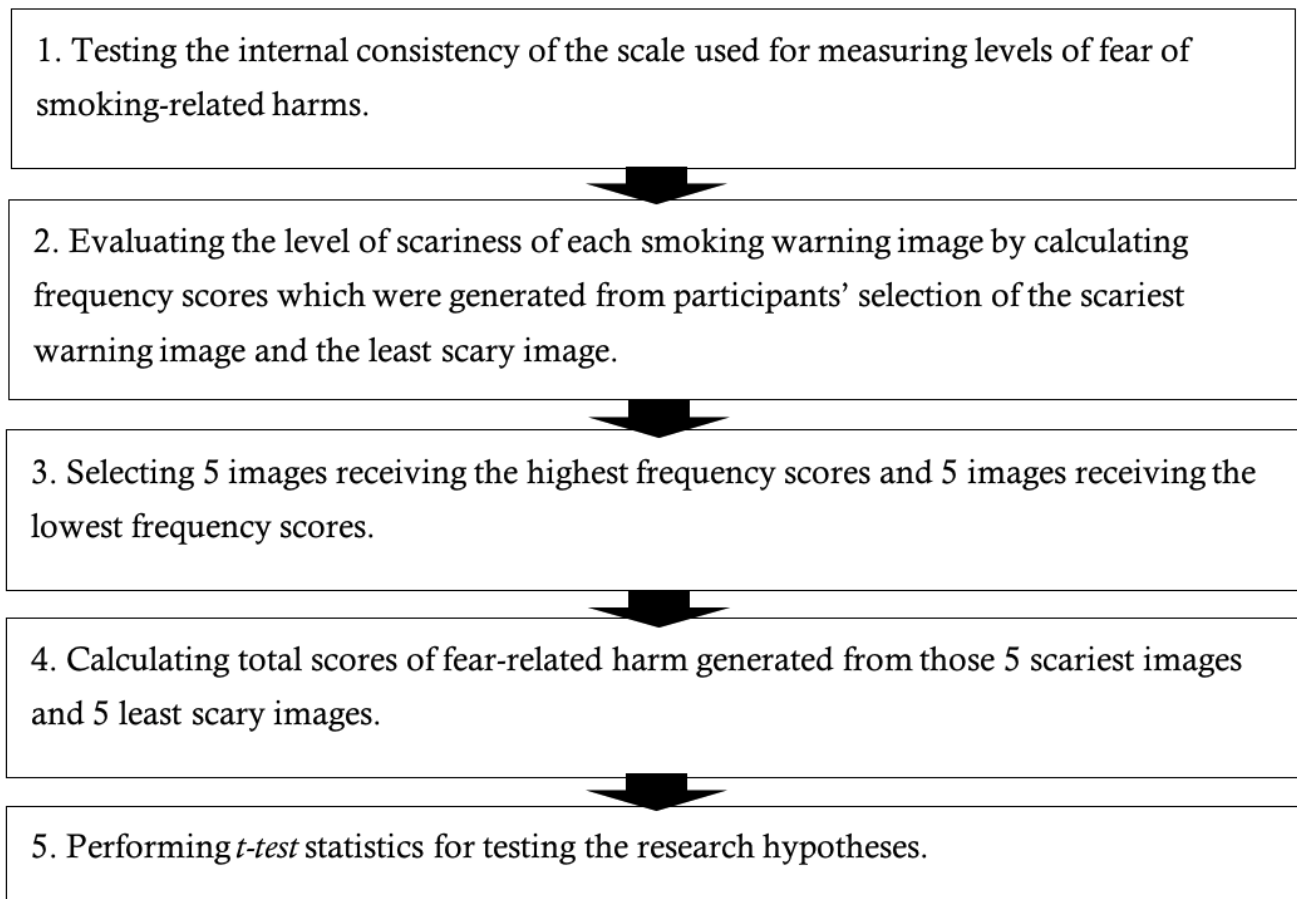 1. Testing the internal consistency of the scale used for measuring levels of fear of
smoking-related harms.
2. Evaluating the level of scariness of each smoking warning image by calculating
frequency scores which were generated from participants’ selection of the scariest
warning image and the least scary image.
3. Selecting 5 images receiving the highest frequency scores and 5 images receiving the
lowest frequency scores.
4. Calculating total scores of fear-related harm generated from those 5 scariest images
and 5 least scary images.
5. Performing t-test statistics for testing the research hypotheses.